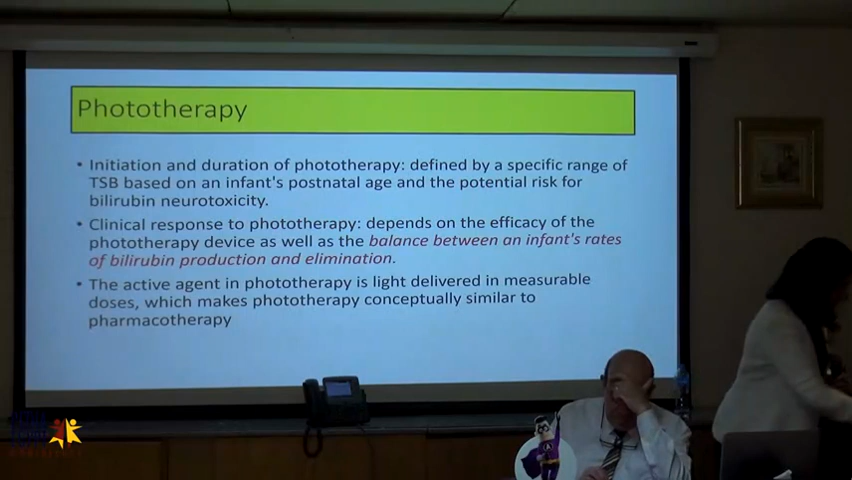 Phototherapy
• Initiation and duration of phototherapy: defined by a specific range of
TSB based on an infant's postnatal age and the potential risk for
bilirubin neurotoxicity.
• Clinical response to phototherapy: depends on the efficacy of the
phototherapy device as well as the balance between an infant's rates
of bilirubin production and elimination.
• The active agent in phototherapy is light delivered in measurable
doses, which makes phototherapy conceptually similar to
pharmacotherapy